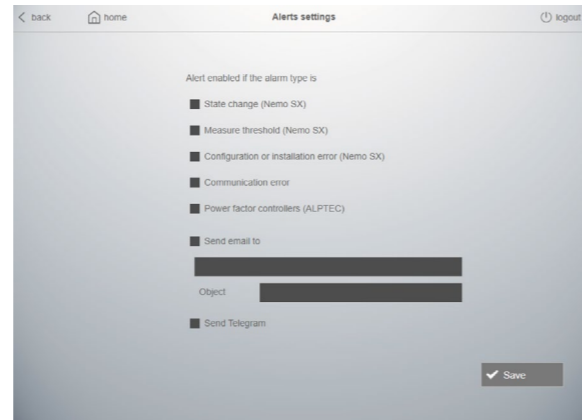 back home Alerts settings logout
Alert enabled if the alarm type is
State change (Nemo SX)
Measure threshold (Nemo SX)
Configuration or installation error (Nemo SX)
Communication error
Power factor controllers (ALPTEC)
Send email to
Object
Send Telegram
Save